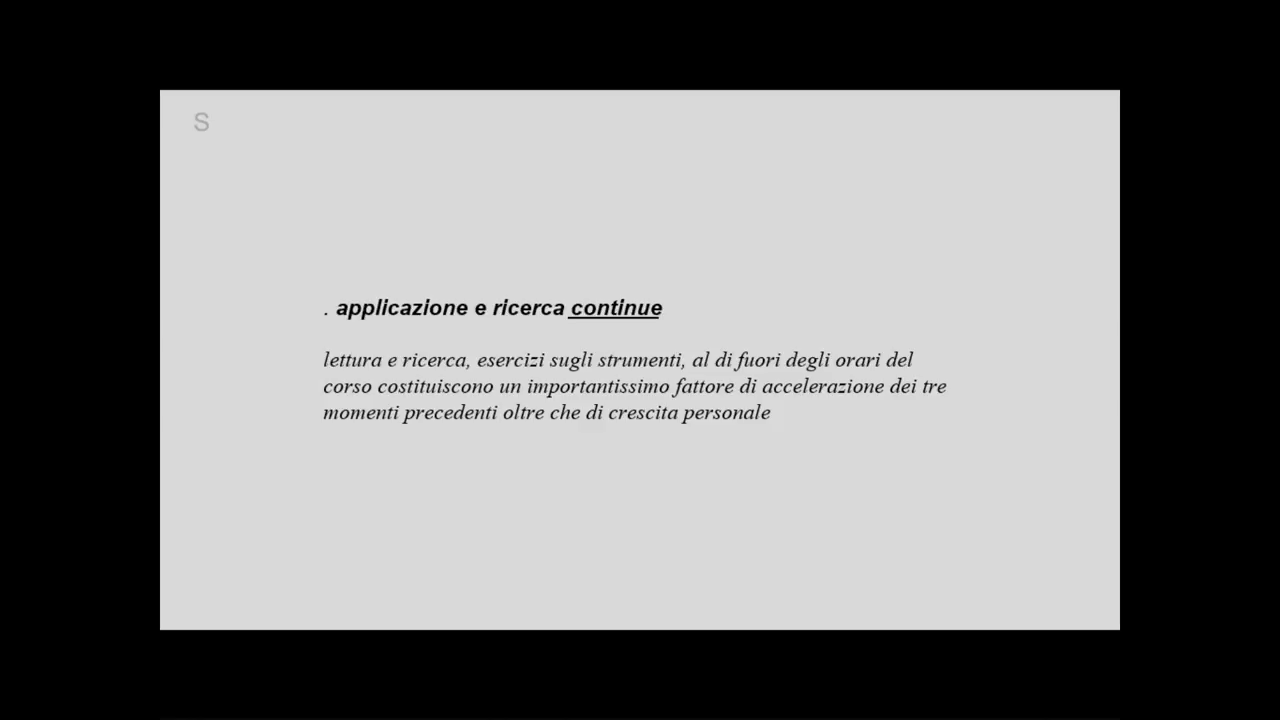 S
. applicazione e ricerca continue
lettura e ricerca, esercizi sugli strumenti, al di fuori degli orari del
corso costituiscono un importantissimo fattore di accelerazione dei tre
momenti precedenti oltre che di crescita personale